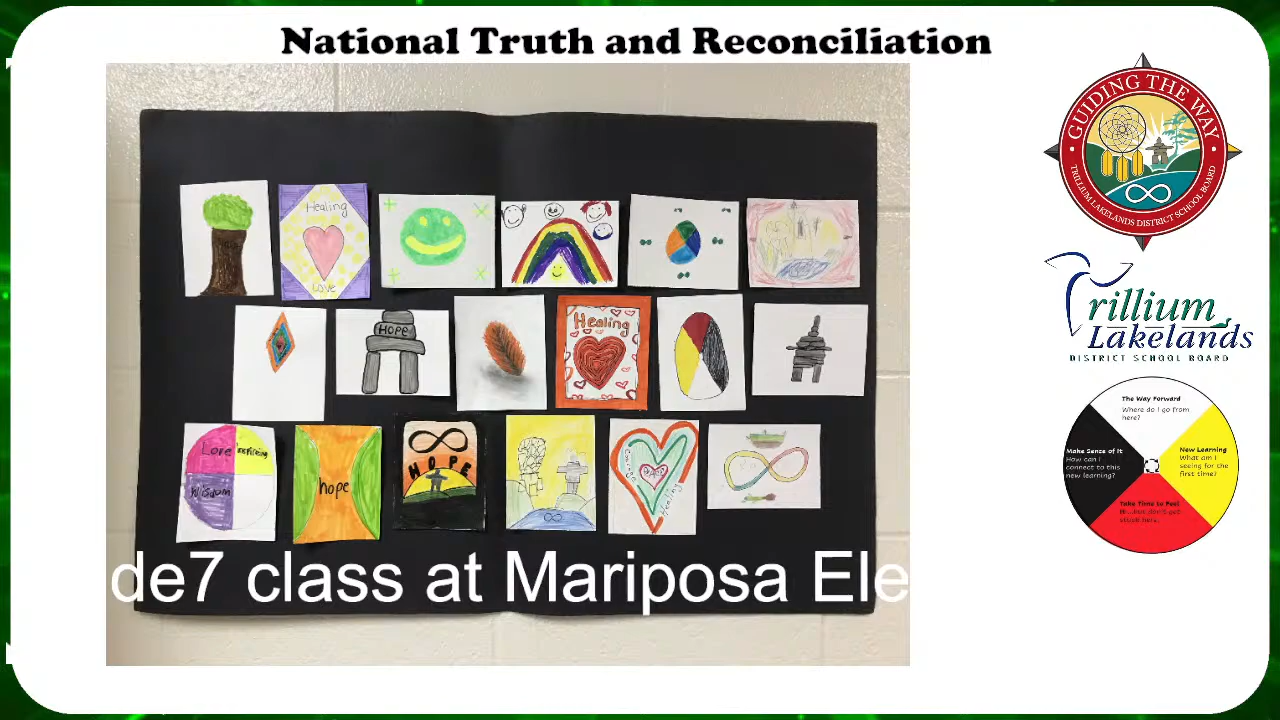 National Truth and Reconciliation
GUIDING THE WAY
TRILLIUM LAKELANDS DISTRICT SCHOOL BOARD
Trillium
Lakelands
DISTRICT SCHOOL BOARD
The Way Forward
Where do I go from
here?
Make Sense of It
How can I
connect to this
new learning?
New Learning
What am I
seeing for the
first time?
Take Time to Feel
Healing
Love
HOPE
Healing
Love
Wisdom
hope
HOPE
Healing
de7 class at Mariposa Ele